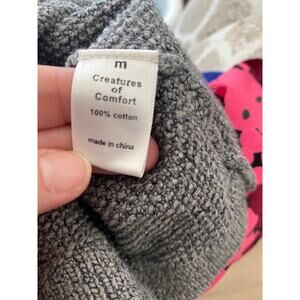 m
Creatures
of
Comfort
100% cotton
made in china